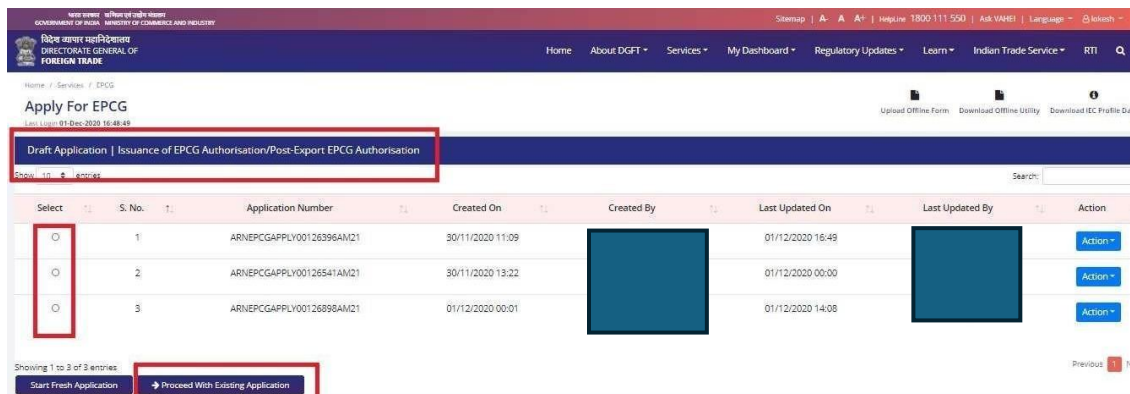 भारत सरकार वाणिज्य एवं उद्योग मंत्रालय
GOVERNMENT OF INDIA MINISTRY OF COMMERCE AND INDUSTRY
Sitemap | A- A A+ | HELPLINE 1800 111 550 | Ask VAHEI | Language lokesh
विदेश व्यापार महानिदेशालय
DIRECTORATE GENERAL OF
FOREIGN TRADE
Home About DGFT Services My Dashboard Regulatory Updates Learn Indian Trade Service RTI
Home / Services / EPCG
Apply For EPCG
Last Login 01-Dec-2020 16:48:49
Upload Offline Form Download Offline Utility Download IEC Profile Da
Draft Application | Issuance of EPCG Authorisation/Post-Export EPCG Authorisation
Show 10 entries Search:
Select S. No. Application Number Created On Created By Last Updated On Last Updated By Action
1 ARNEPCGAPPLY00126396AM21 30/11/2020 11:09 01/12/2020 16:49 Action
2 ARNEPCGAPPLY00126541AM21 30/11/2020 13:22 01/12/2020 00:00 Action
3 ARNEPCGAPPLY00126898AM21 01/12/2020 00:01 01/12/2020 14:08 Action
Showing 1 to 3 of 3 entries
Previous 1 N
Start Fresh Application → Proceed With Existing Application